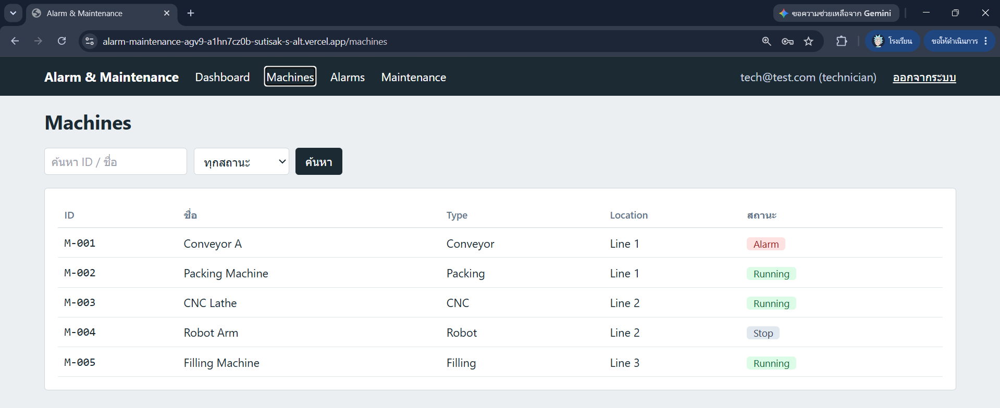 Alarm & Maintenance
ขอความช่วยเหลือจาก Gemini
alarm-maintenance-agv9-a1hn7cz0b-sutisak-s-alt.vercel.app/machines
โรงเรียน
ขอให้ดำเนินการ
Alarm & Maintenance Dashboard Machines Alarms Maintenance tech@test.com (technician) ออกจากระบบ
Machines
ค้นหา ID / ชื่อ ทุกสถานะ ค้นหา
ID ชื่อ Type Location สถานะ
M-001 Conveyor A Conveyor Line 1 Alarm
M-002 Packing Machine Packing Line 1 Running
M-003 CNC Lathe CNC Line 2 Running
M-004 Robot Arm Robot Line 2 Stop
M-005 Filling Machine Filling Line 3 Running